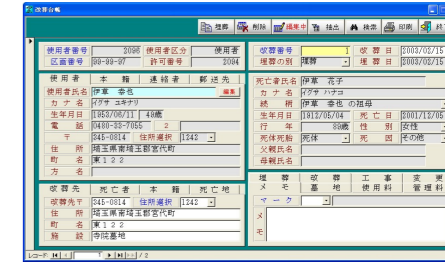 改葬台帳
埋葬 削除 編集中 抽出 検索 印刷 終
使用者番号 2096 使用者区分 使用者
区画番号 99-99-97 許可番号 2094
改葬番号 1 改葬日 2003/02/15
埋葬の別 埋葬 埋葬日 2003/02/15
使用者 本籍 連絡者 郵送先
使用者氏名 伊草 泰也 編集
カナ名 イグサ ユキナリ
生年月日 1953/06/11 49歳
電話 0480-33-7055 2
〒 345-0814 住所選択 1242
住所 埼玉県南埼玉郡宮代町
町名 東122
方名
改葬先 死亡者 本籍 死亡地
改葬先〒 345-0814 住所選択 1242
住所 埼玉県南埼玉郡宮代町
町名 東122
施設 寺院墓地
死亡者氏名 伊草 花子
カナ名 イグサ ハナコ
続柄 伊草 泰也 の祖母
生年月日 1912/05/04 死亡日 2001/12/05
行年 89歳 性別 女性
死体死胎 死体 死因 その他
父親氏名
母親氏名
埋葬 改葬 工事 変更
メモ 墓地 使用料 管理料
マーク
メモ
レコード: 1 / 2